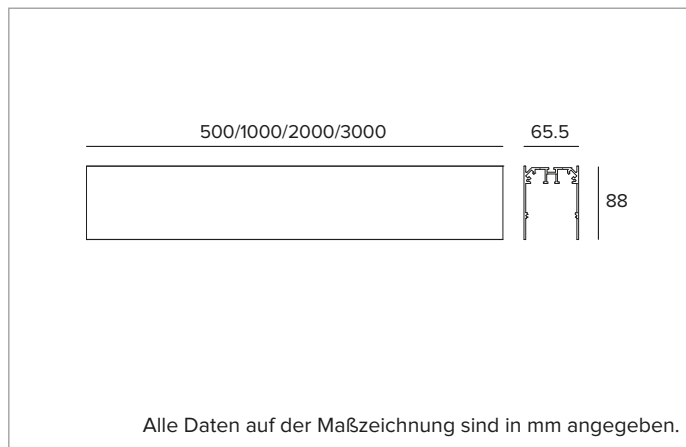 500/1000/2000/3000
65.5
88
Alle Daten auf der Maßzeichnung sind in mm angegeben.